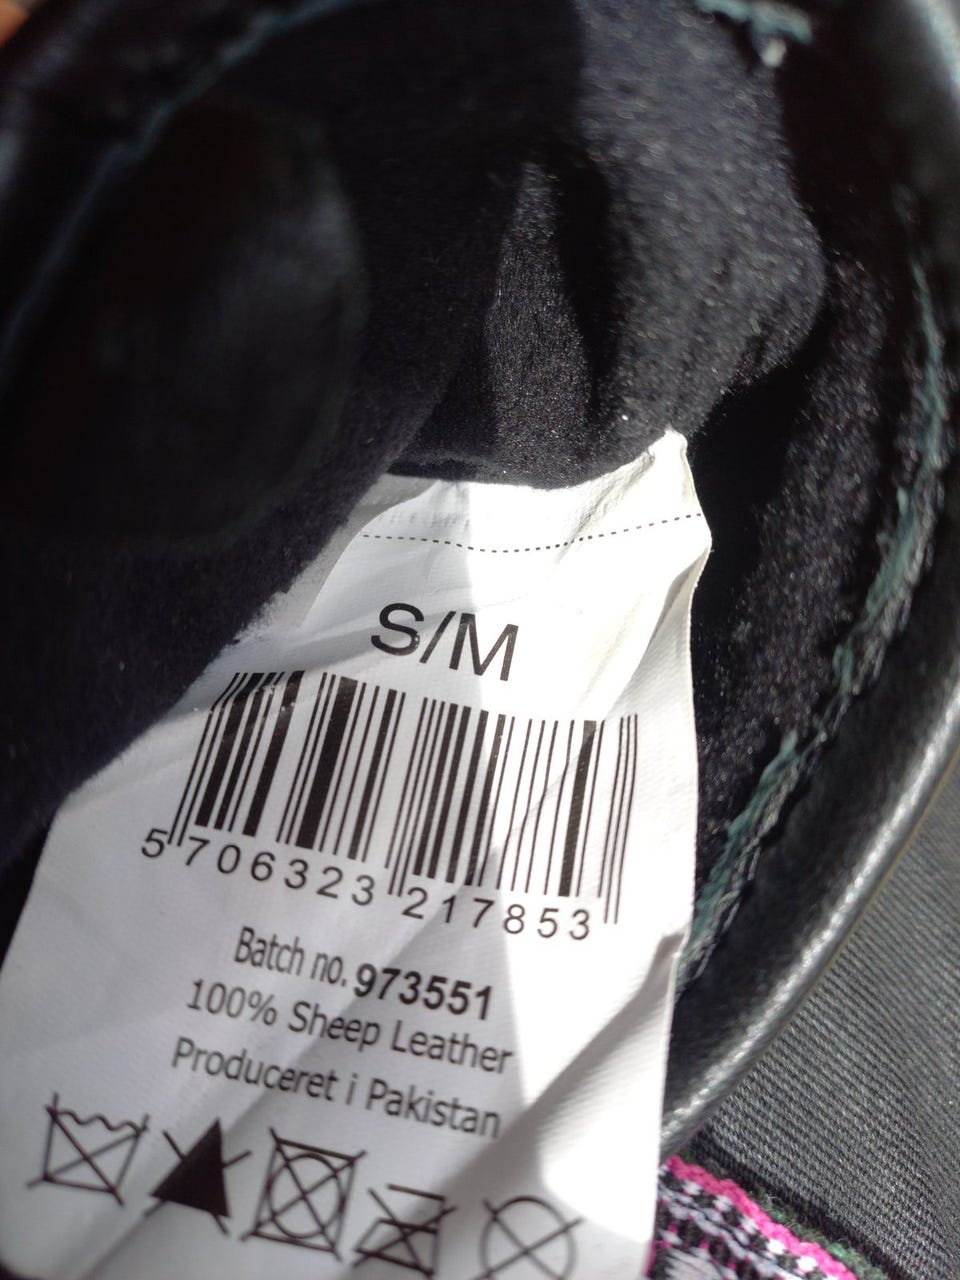 S/M
5 706323 217853
Batch no. 973551
100% Sheep Leather
Produceret i Pakistan